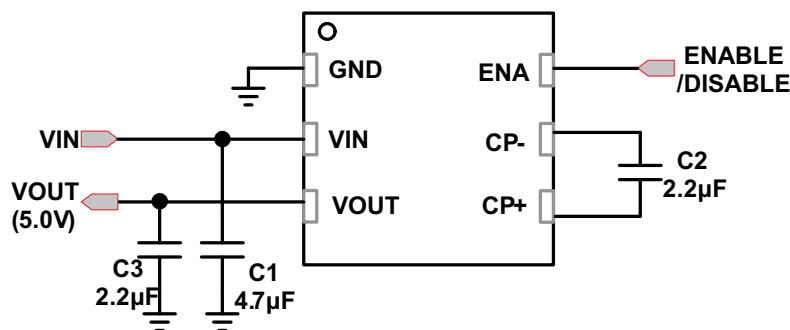 GND
ENA
ENABLE
/DISABLE
VIN
VIN
CP-
C2
2.2µF
VOUT
(5.0V)
VOUT
CP+
C3
2.2µF
C1
4.7µF